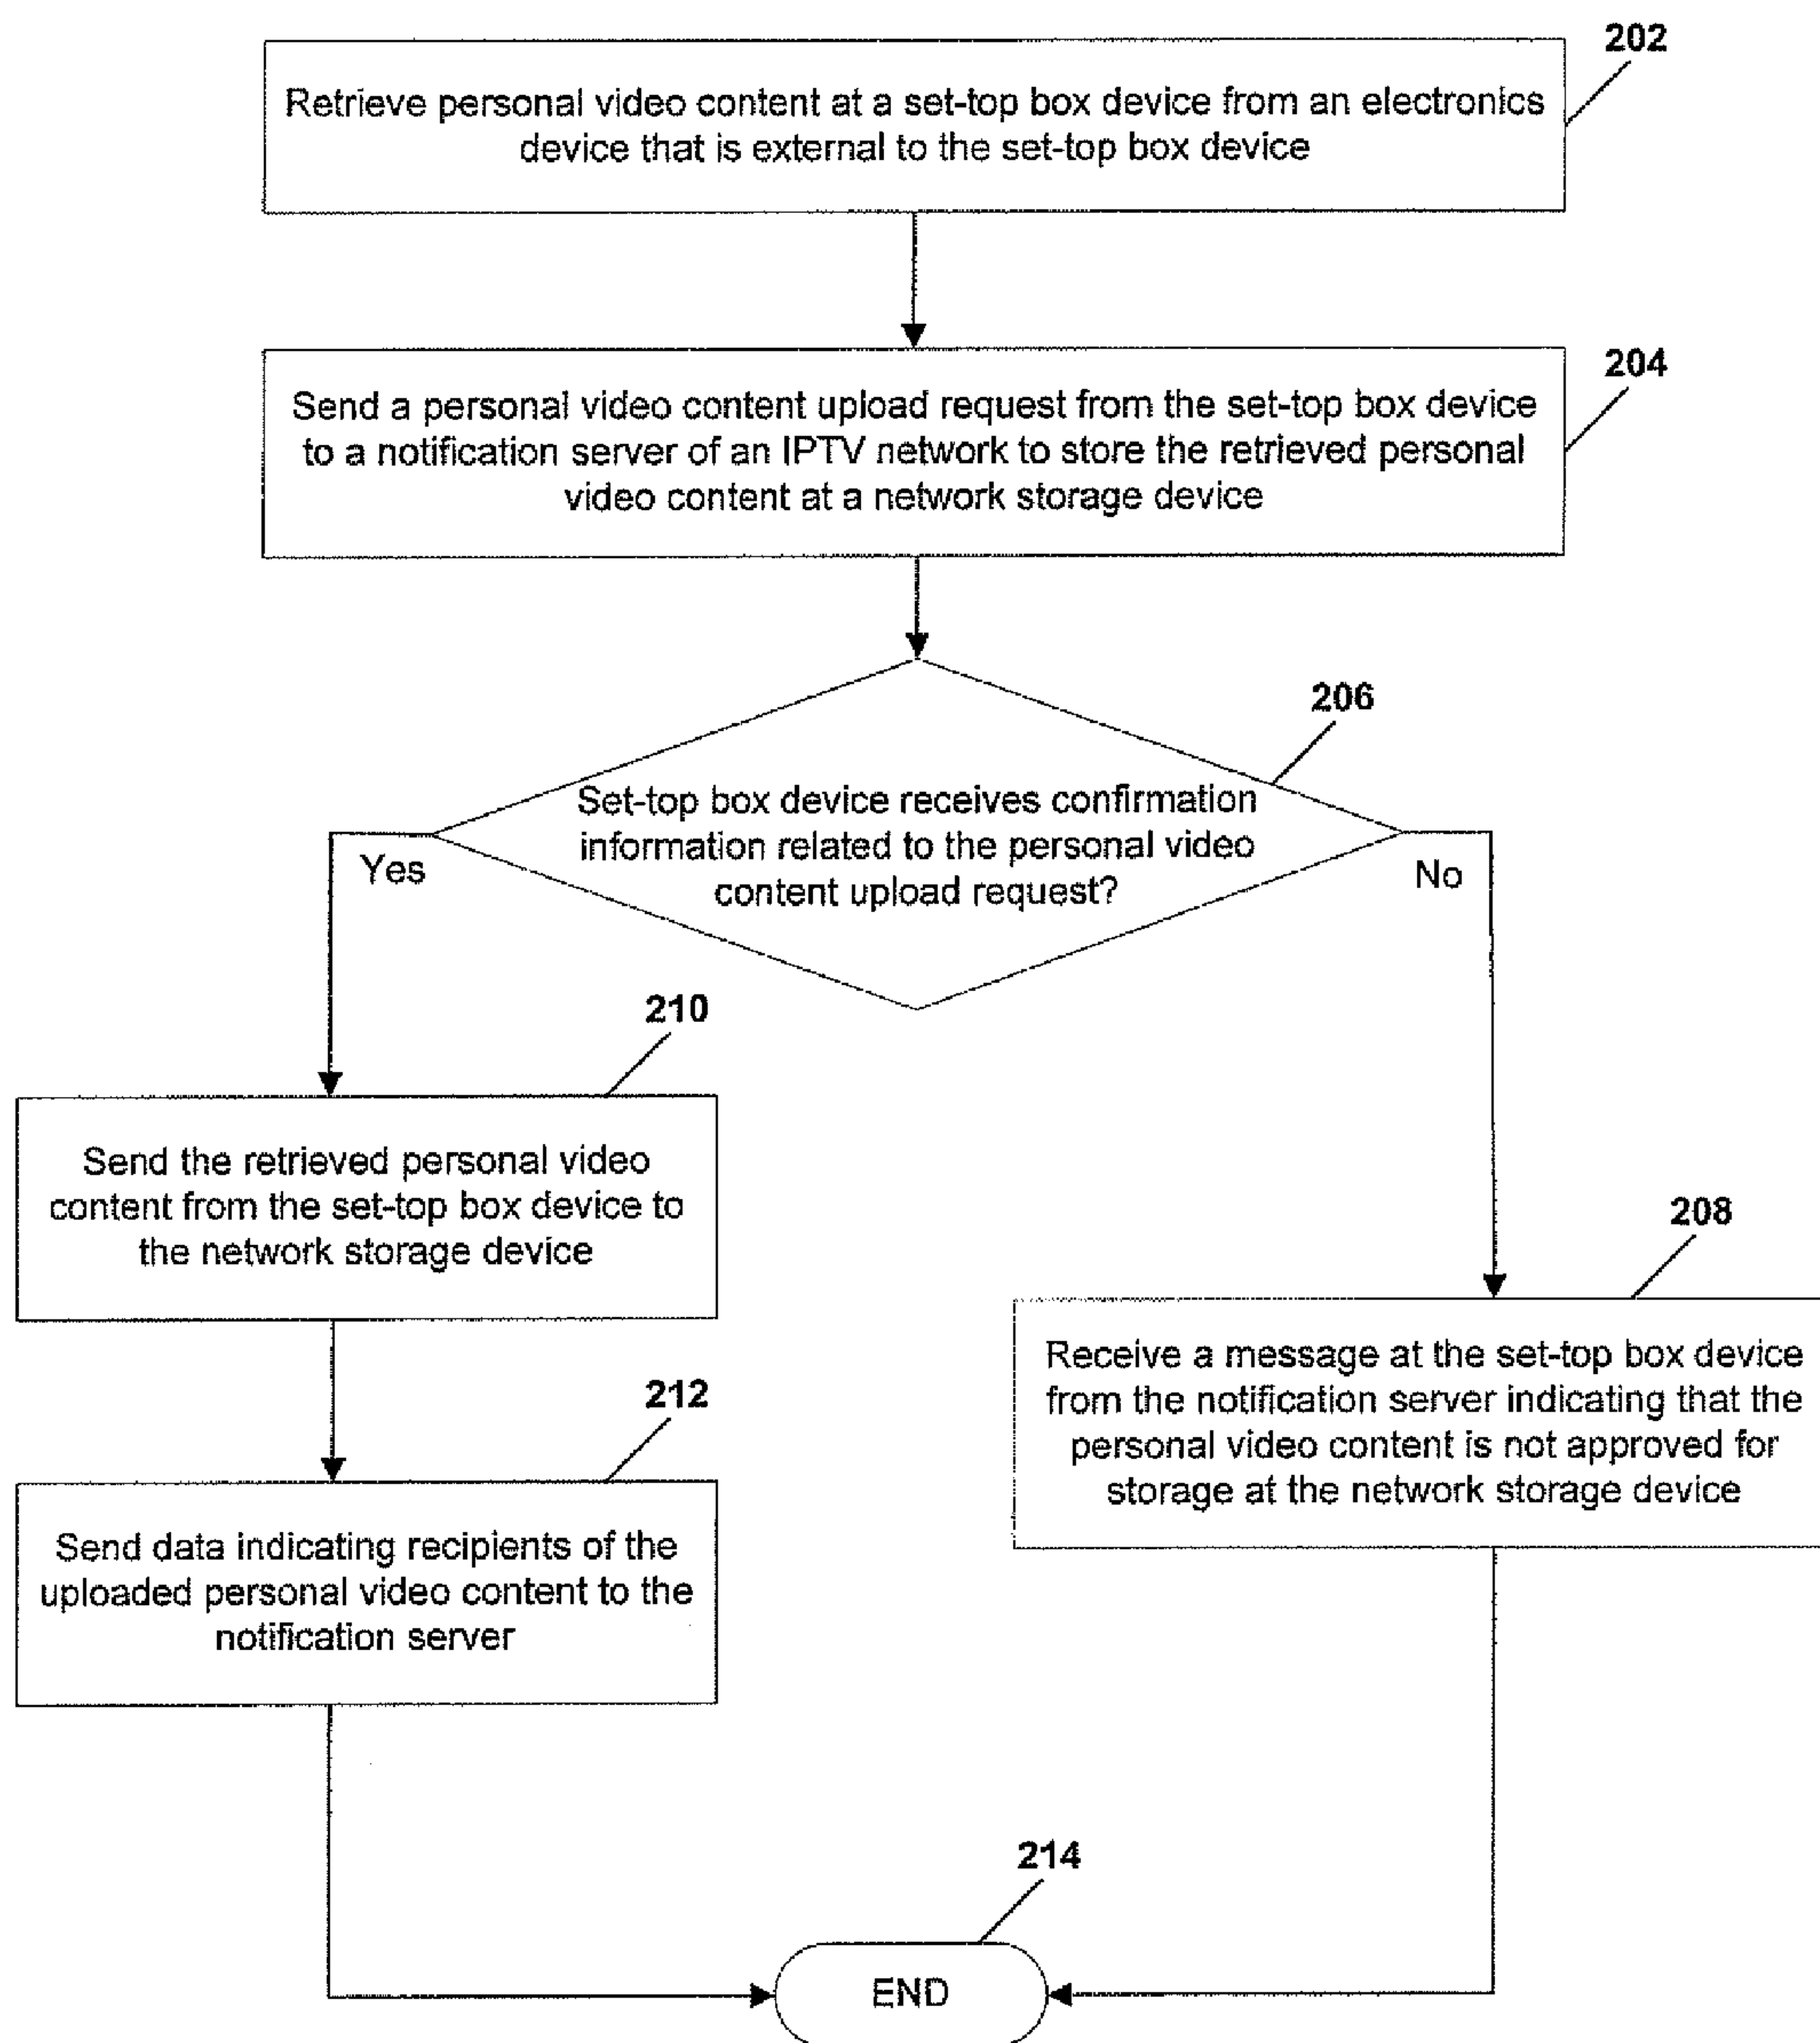 202
Retrieve personal video content at a set-top box device from an electronics
device that is external to the set-top box device
204
Send a personal video content upload request from the set-top box device
to a notification server of an IPTV network to store the retrieved personal
video content at a network storage device
206
Set-top box device receives confirmation
information related to the personal video
content upload request?
Yes
No
210
Send the retrieved personal video
content from the set-top box device to
the network storage device
208
Receive a message at the set-top box device
from the notification server indicating that the
personal video content is not approved for
storage at the network storage device
212
Send data indicating recipients of the
uploaded personal video content to the
notification server
214
END